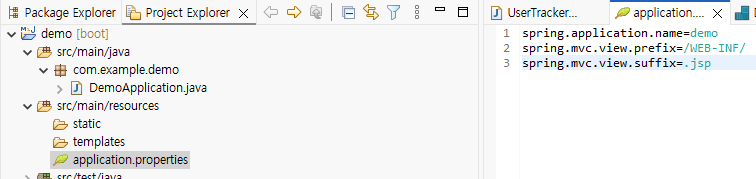 Package Explorer
Project Explorer
demo [boot]
src/main/java
com.example.demo
DemoApplication.java
src/main/resources
static
templates
application.properties
src/test/java
UserTracker...
application....
1 spring.application.name=demo
2 spring.mvc.view.prefix=/WEB-INF/
3 spring.mvc.view.suffix=.jsp